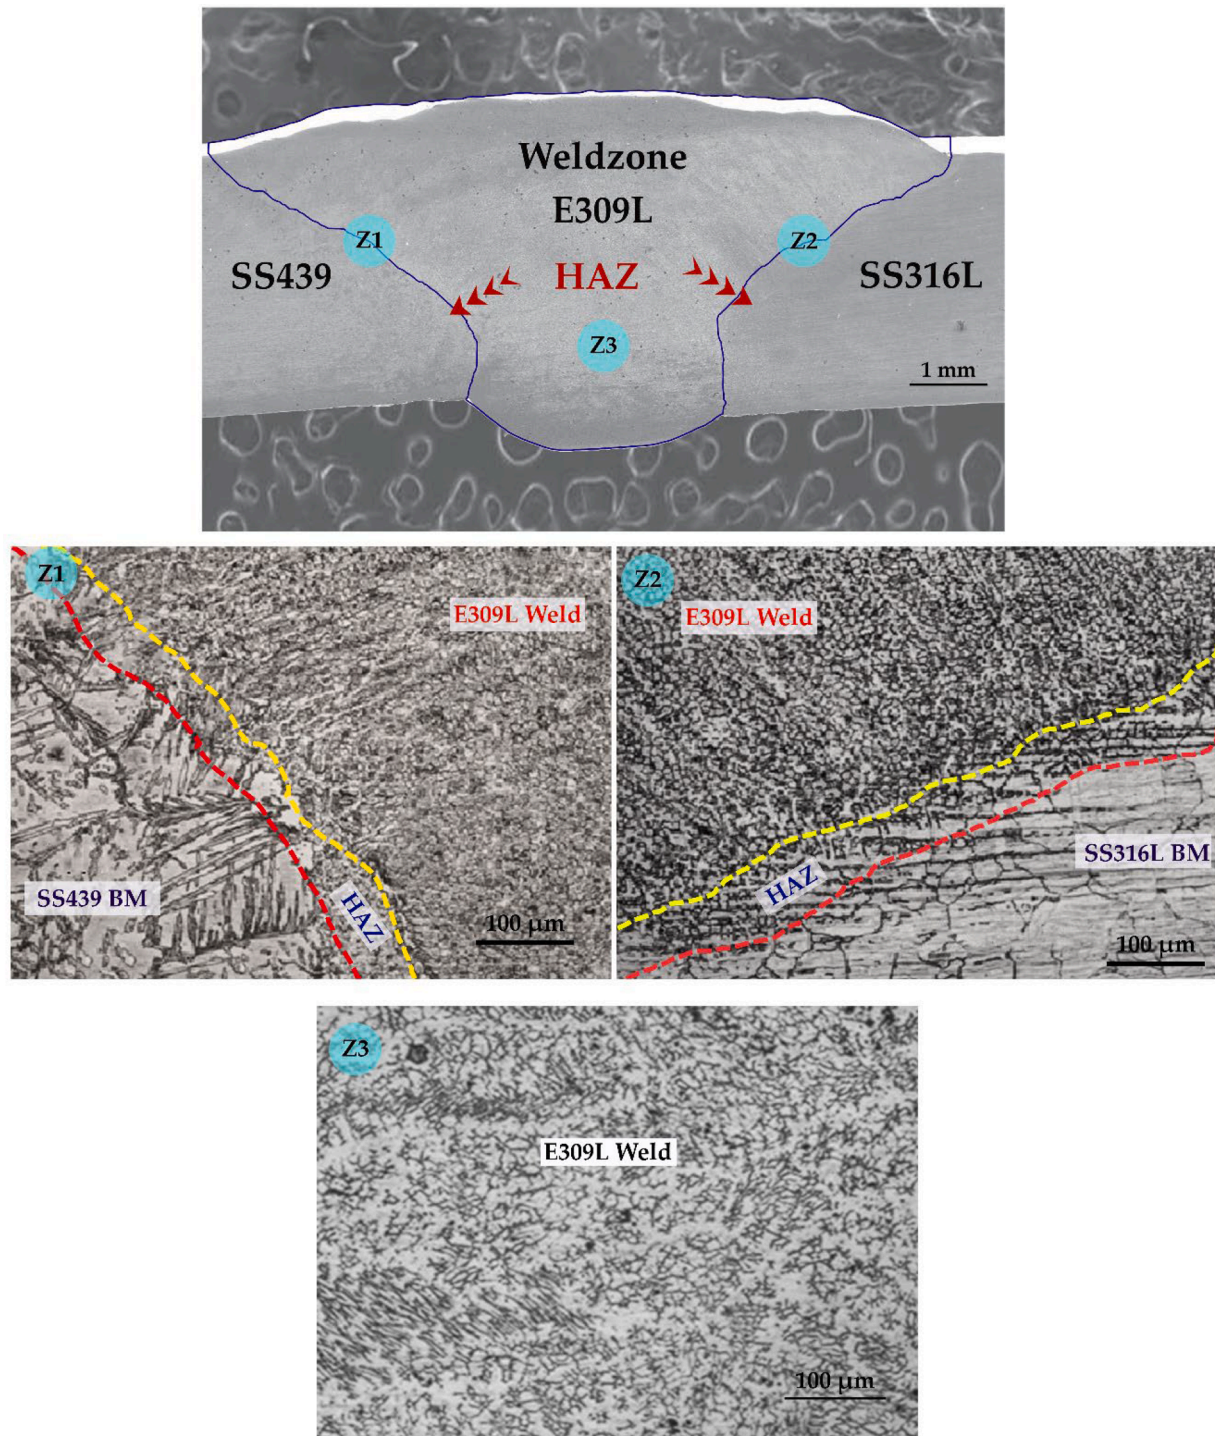 Weldzone
E309L
Z1
Z2
SS439
HAZ
SS316L
Z3
1 mm
Z1
E309L Weld
SS439 BM
HAZ
100 µm
Z2
E309L Weld
HAZ
SS316L BM
100 µm
Z3
E309L Weld
100 µm